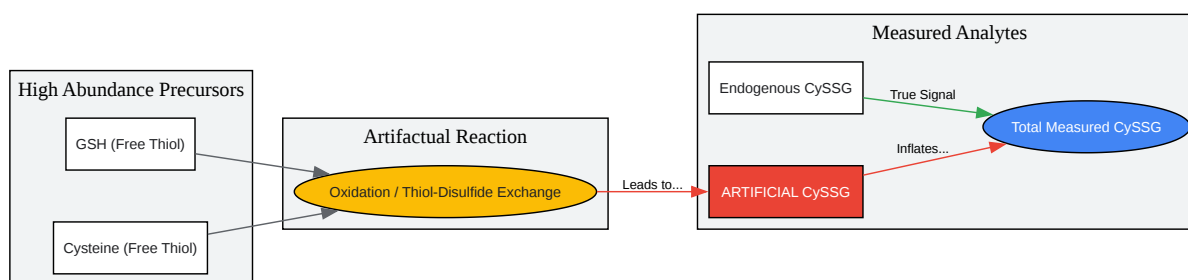 High Abundance Precursors
GSH (Free Thiol)
Cysteine (Free Thiol)
Artifactual Reaction
Oxidation / Thiol-Disulfide Exchange
Leads to...
Measured Analytes
Endogenous CySSG
True Signal
Total Measured CySSG
Inflates...
ARTIFICIAL CySSG